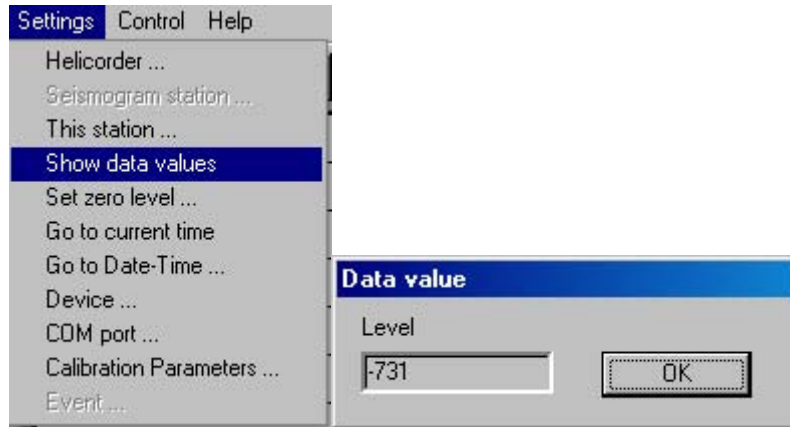 Settings Control Help
Helicorder ...
Seismogram station ...
This station ...
Show data values
Set zero level ...
Go to current time
Go to Date-Time ...
Device ...
COM port ...
Calibration Parameters ...
Event ...
Data value
Level
-731 OK